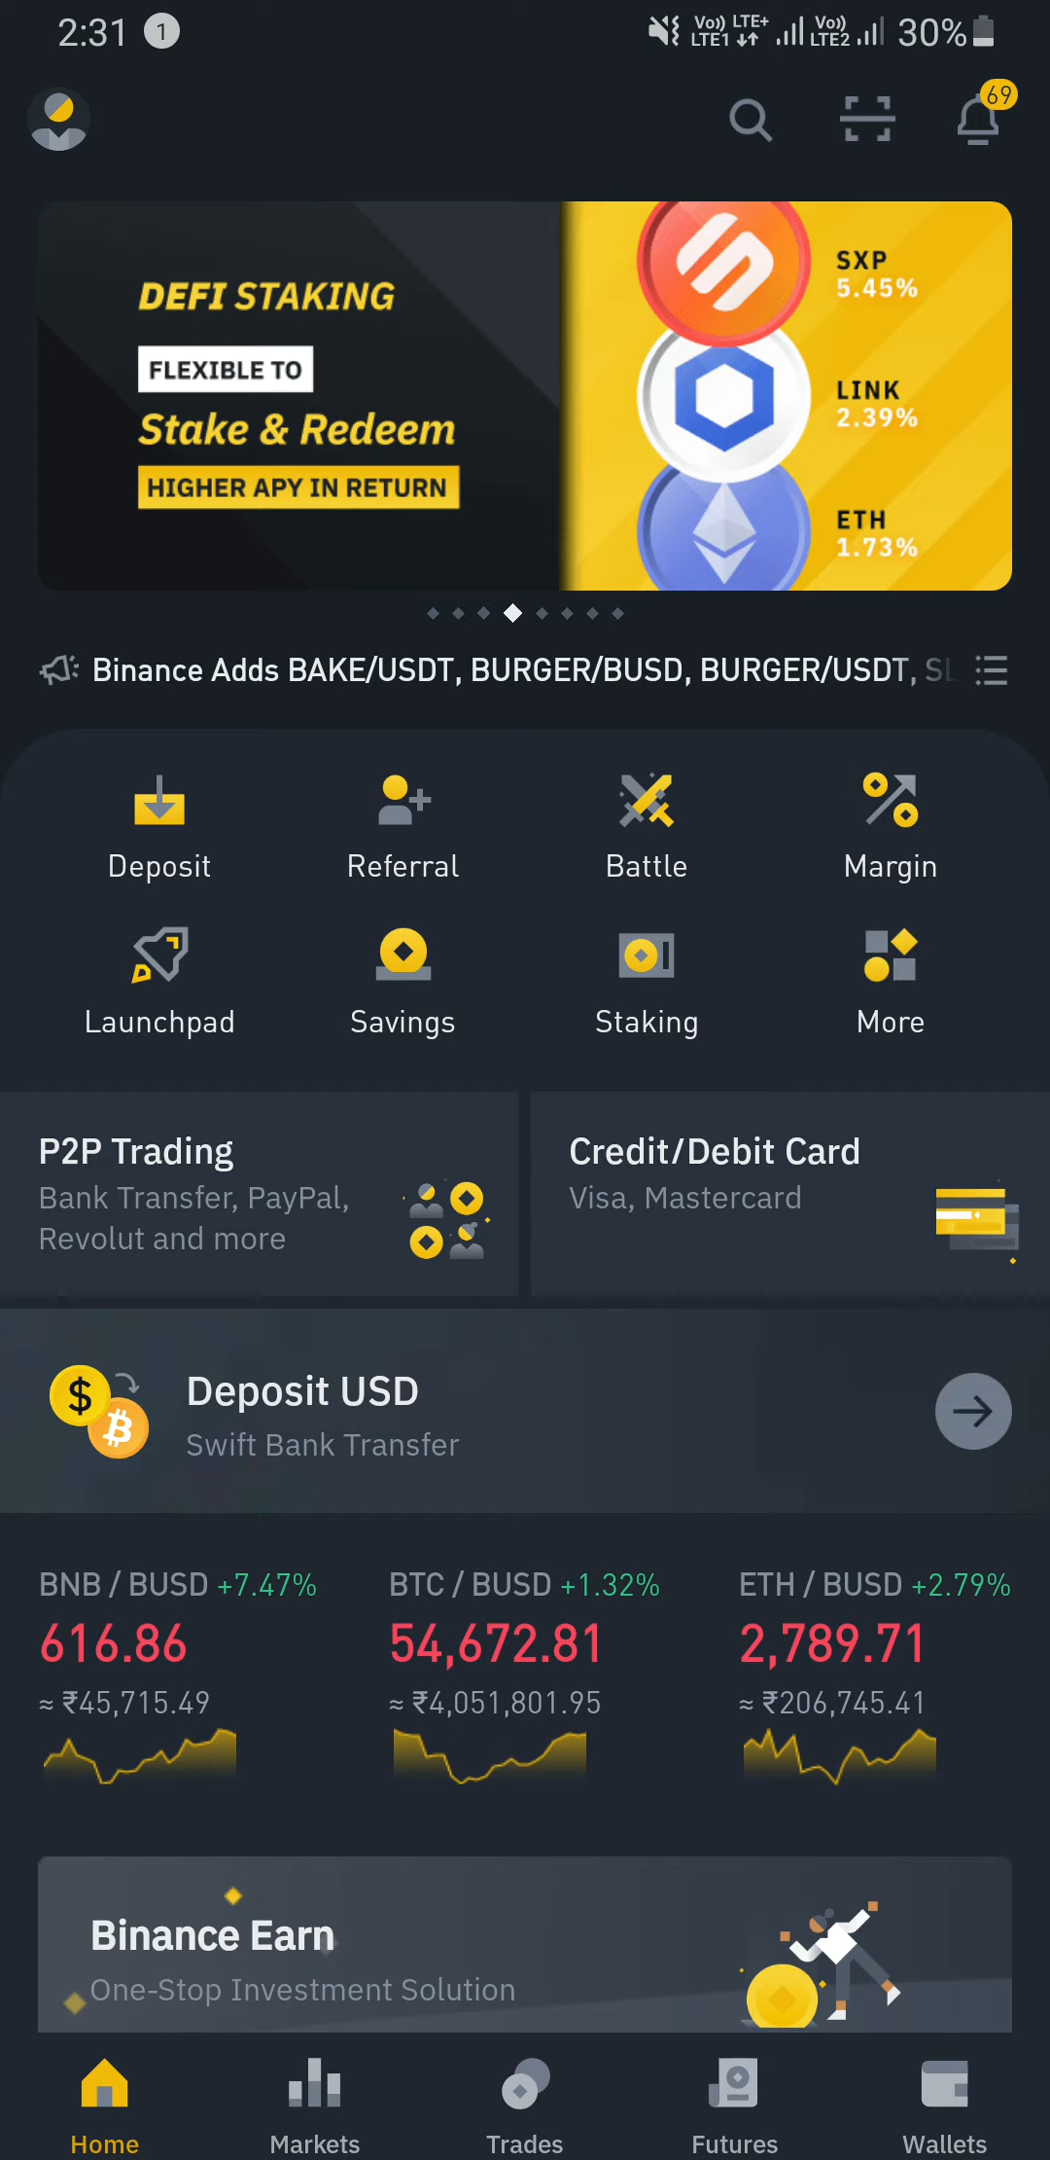 2:31 1 Vo)) LTE1 LTE+ Vo)) LTE2 30%
69
DEFI STAKING
FLEXIBLE TO
Stake & Redeem
HIGHER APY IN RETURN
SXP
5.45%
LINK
2.39%
ETH
1.73%
Binance Adds BAKE/USDT, BURGER/BUSD, BURGER/USDT,
Deposit Referral Battle Margin
Launchpad Savings Staking More
P2P Trading
Bank Transfer, PayPal,
Revolut and more
Credit/Debit Card
Visa, Mastercard
Deposit USD
Swift Bank Transfer
BNB / BUSD +7.47% BTC / BUSD +1.32% ETH / BUSD +2.79%
616.86 54,672.81 2,789.71
≈ ₹45,715.49 ≈ ₹4,051,801.95 ≈ ₹206,745.41
Binance Earn
One-Stop Investment Solution
Home Markets Trades Futures Wallets